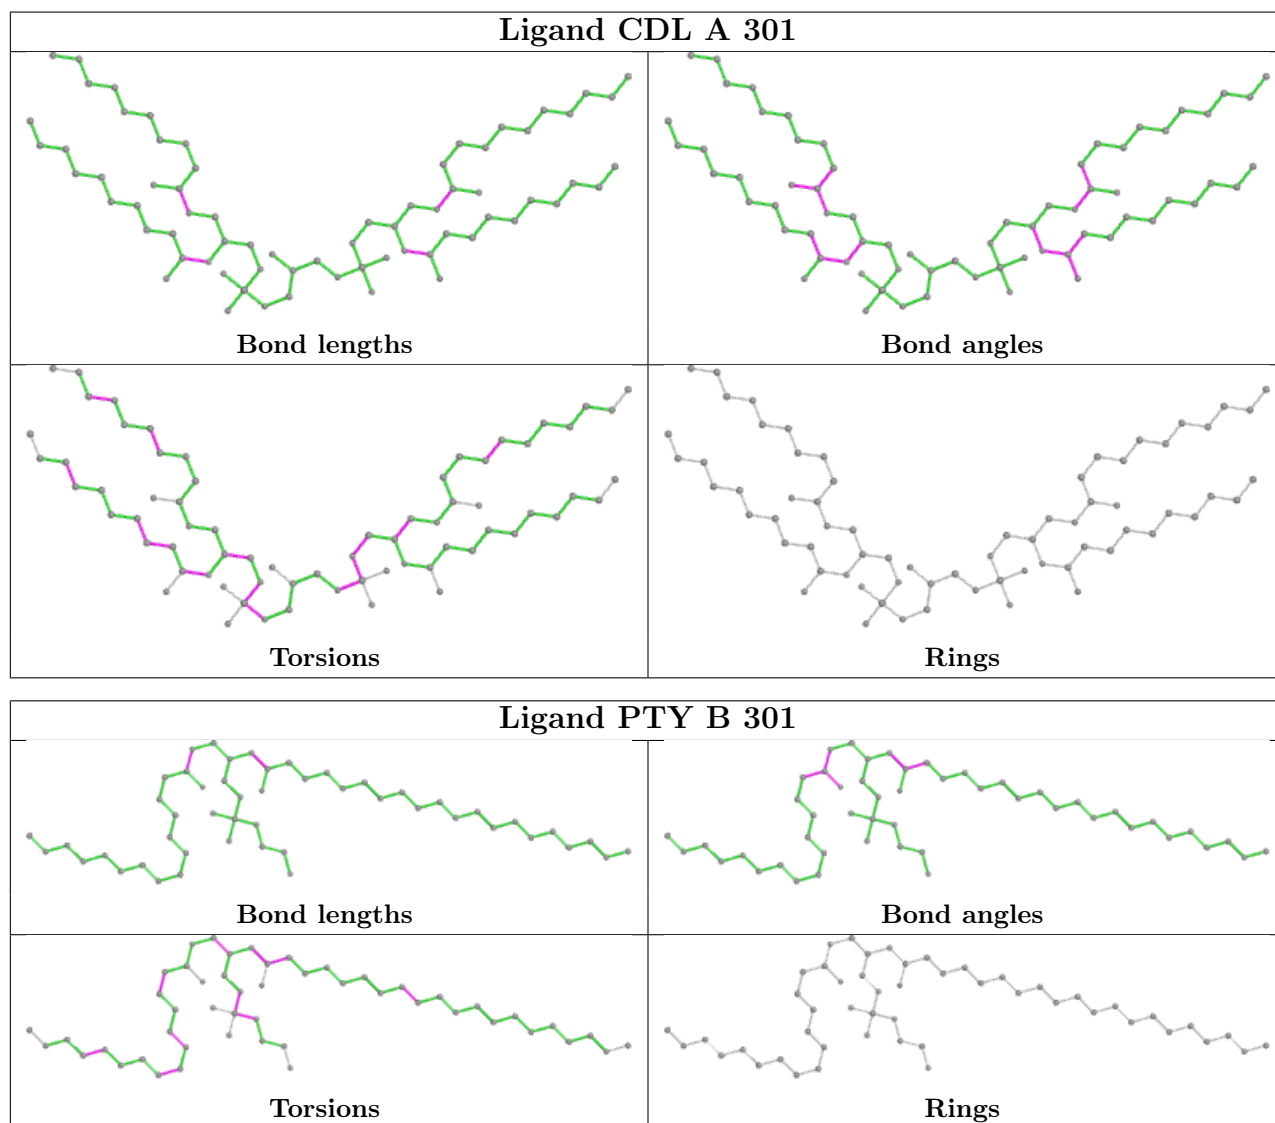 Ligand CDL A 301
Bond lengths
Bond angles
Torsions
Rings
Ligand PTY B 301
Bond lengths
Bond angles
Torsions
Rings